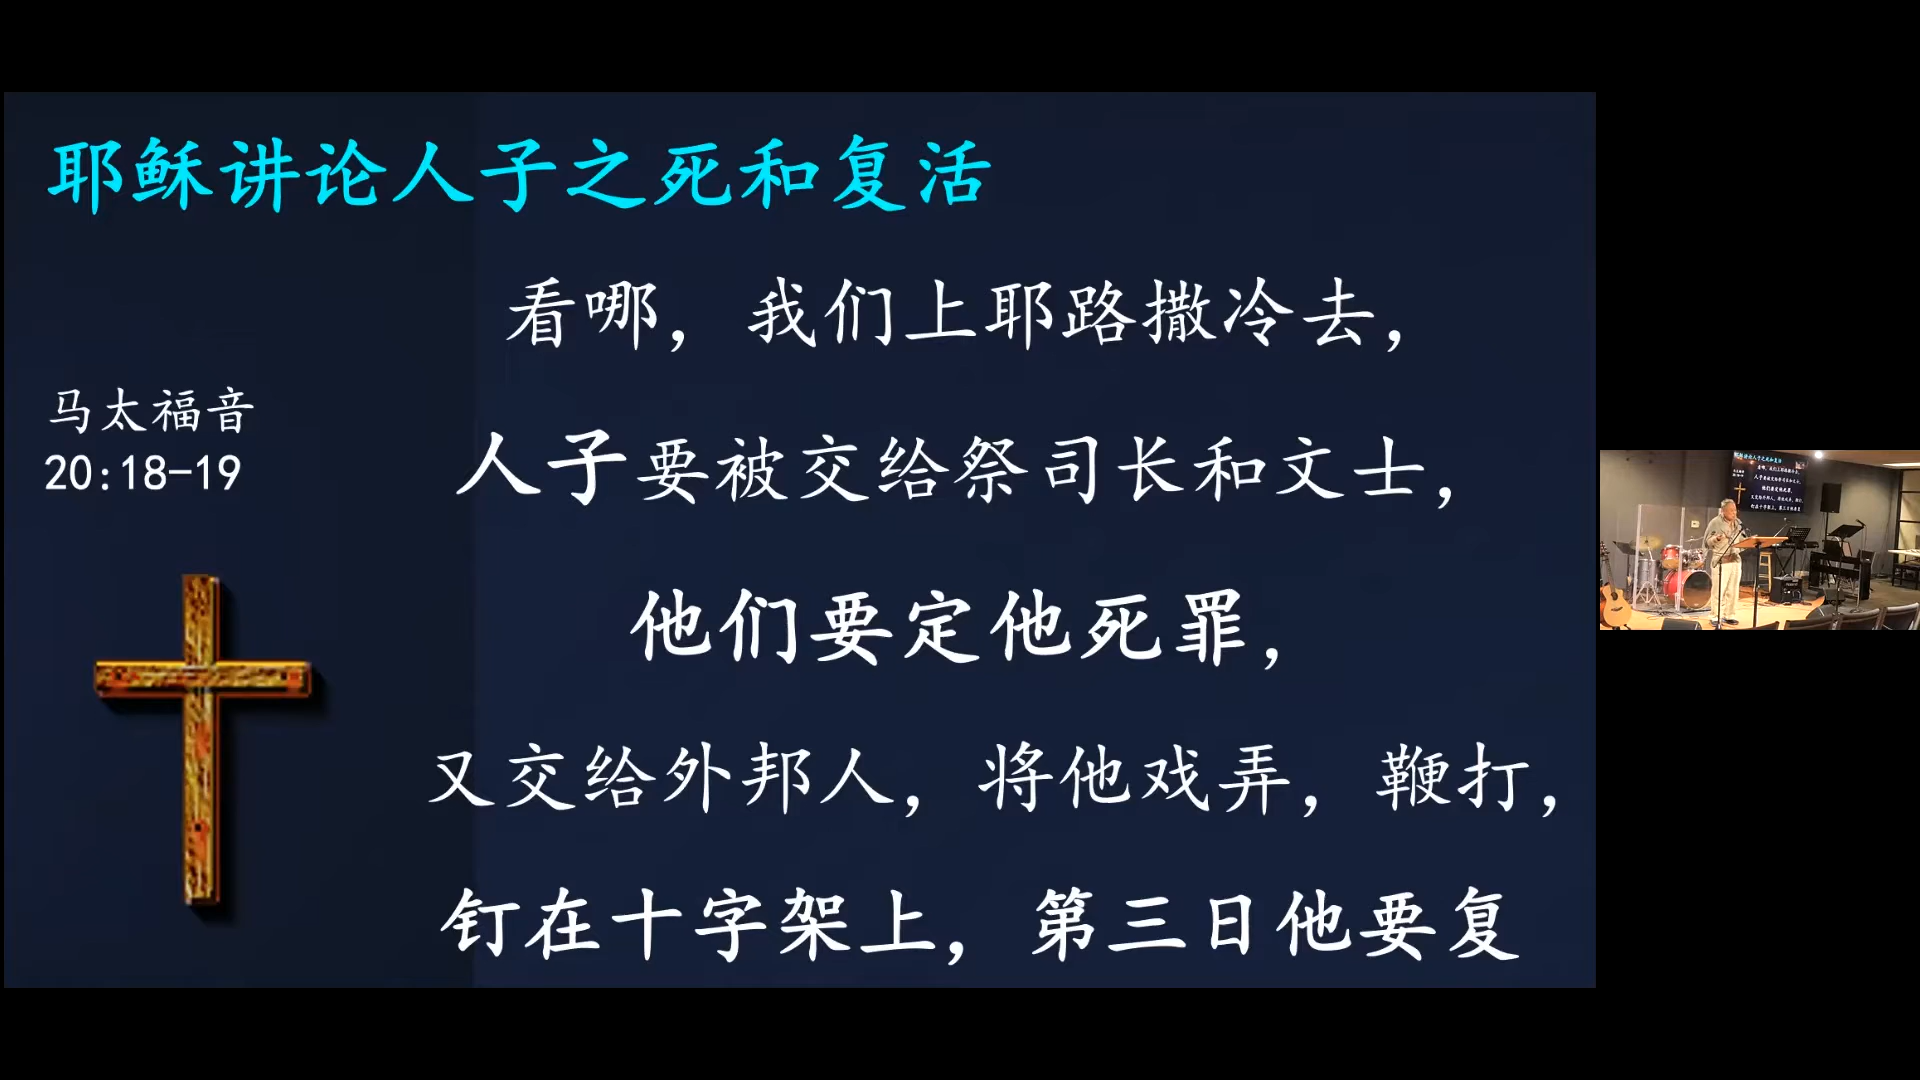 耶稣讲论人子之死和复活
看哪，我们上耶路撒冷去，
马太福音
20:18-19
人子要被交给祭司长和文士，
他们要定他死罪，
又交给外邦人，将他戏弄，鞭打，
钉在十字架上，第三日他要复